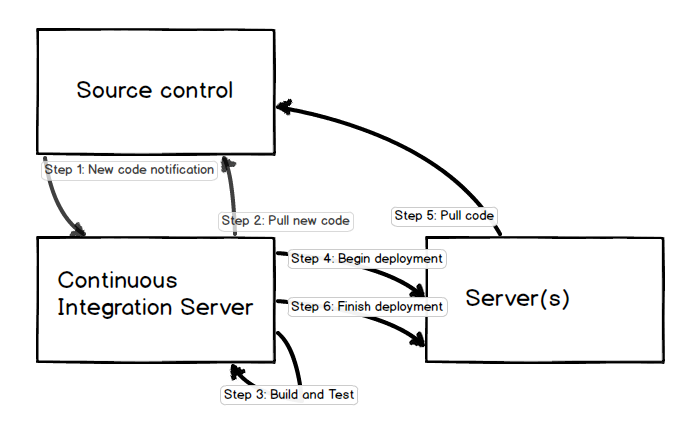 Source control
Step 1: New code notification
Step 2: Pull new code
Step 5: Pull code
Step 4: Begin deployment
Continuous
Integration Server
Server(s)
Step 6: Finish deployment
Step 3: Build and Test